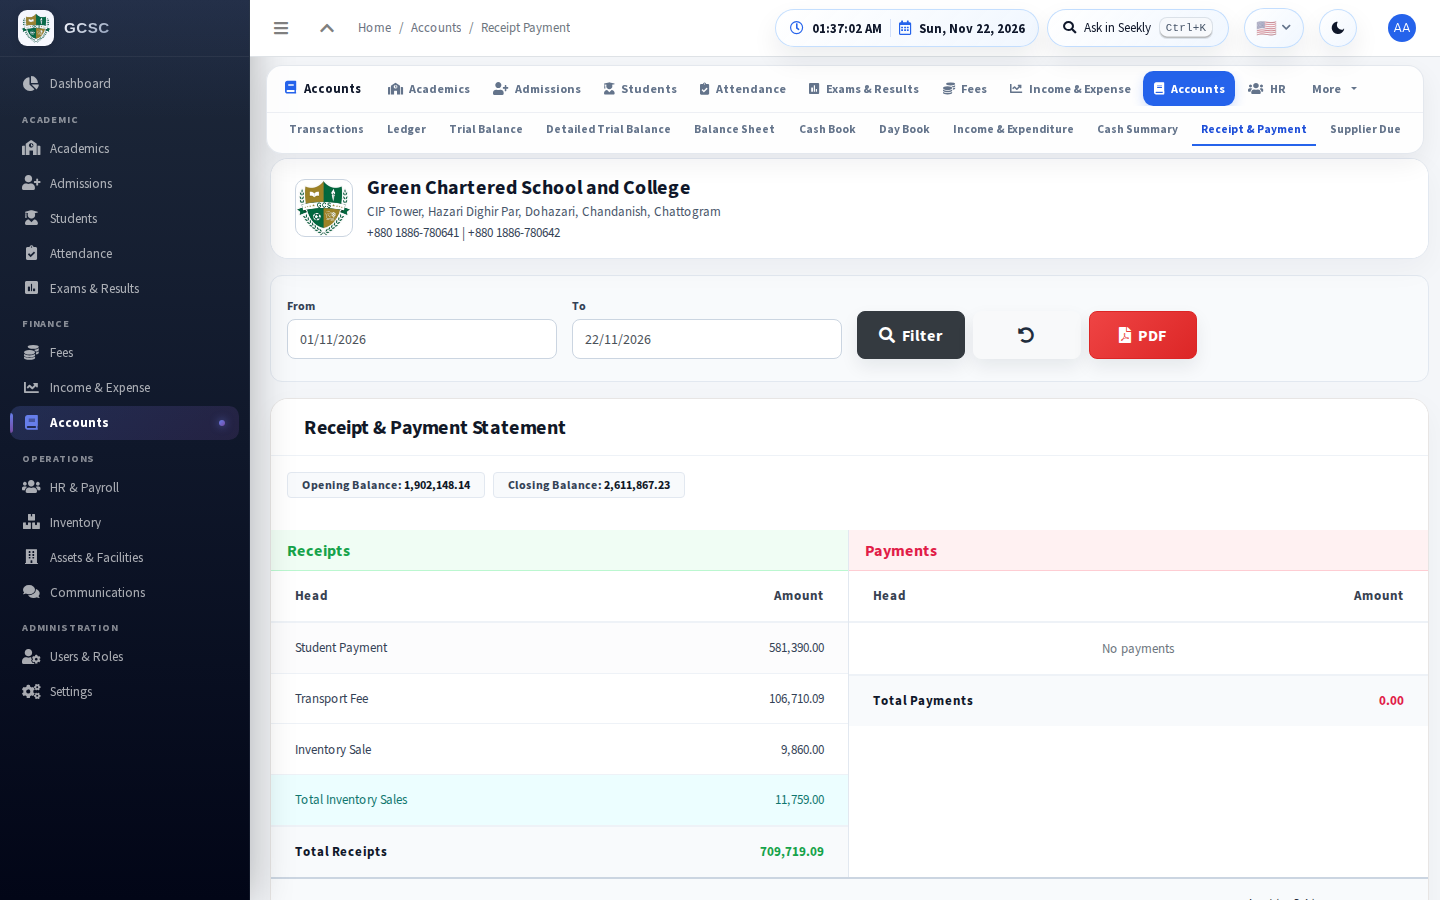 GCSC
Home / Accounts / Receipt Payment
01:37:02 AM
Sun, Nov 22, 2026
Ask in Seekly Ctrl+K
AA
Dashboard
ACADEMIC
Academics
Admissions
Students
Attendance
Exams & Results
FINANCE
Fees
Income & Expense
Accounts
OPERATIONS
HR & Payroll
Inventory
Assets & Facilities
Communications
ADMINISTRATION
Users & Roles
Settings
Accounts Academics Admissions Students Attendance Exams & Results Fees Income & Expense Accounts HR More
Transactions Ledger Trial Balance Detailed Trial Balance Balance Sheet Cash Book Day Book Income & Expenditure Cash Summary Receipt & Payment Supplier Due
Green Chartered School and College
CIP Tower, Hazari Dighir Par, Dohazari, Chandanish, Chattogram
+880 1886-780641 | +880 1886-780642
From To
01/11/2026 22/11/2026 Filter PDF
Receipt & Payment Statement
Opening Balance: 1,902,148.14 Closing Balance: 2,611,867.23
Receipts
Head Amount
Student Payment 581,390.00
Transport Fee 106,710.09
Inventory Sale 9,860.00
Total Inventory Sales 11,759.00
Total Receipts 709,719.09
Payments
Head Amount
No payments
Total Payments 0.00